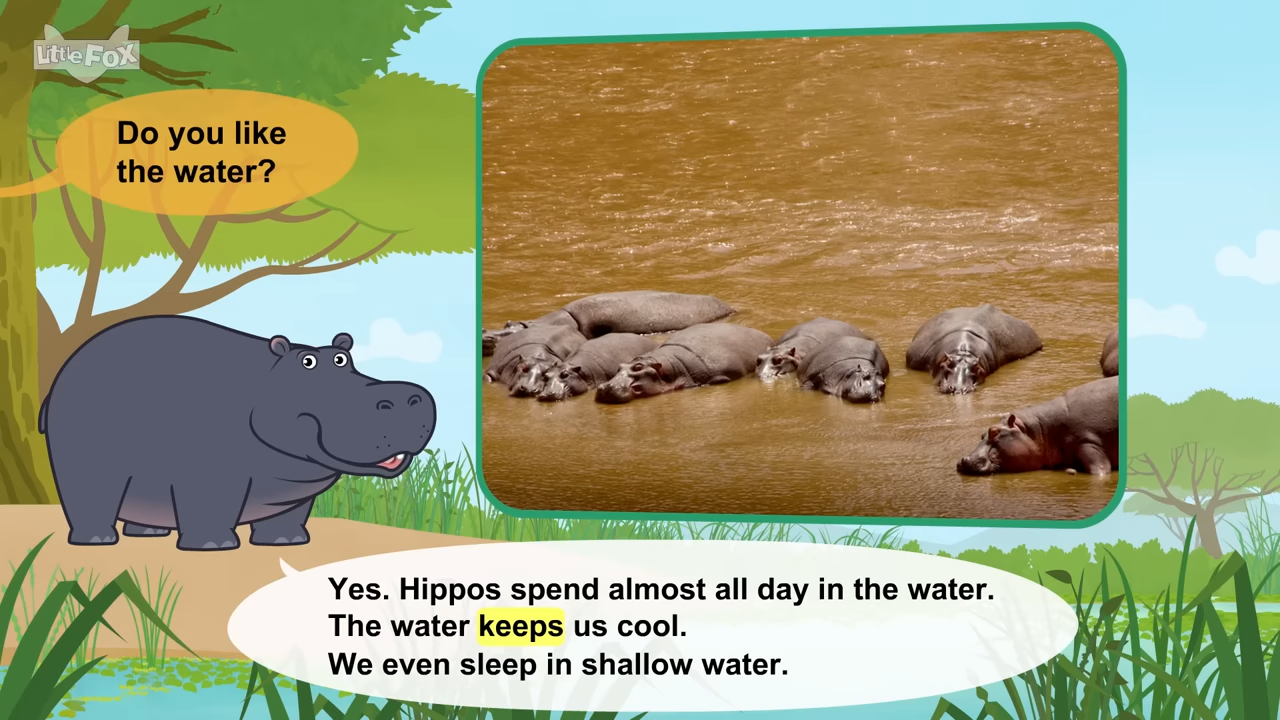 Little Fox
Do you like
the water?
Yes. Hippos spend almost all day in the water.
The water keeps us cool.
We even sleep in shallow water.